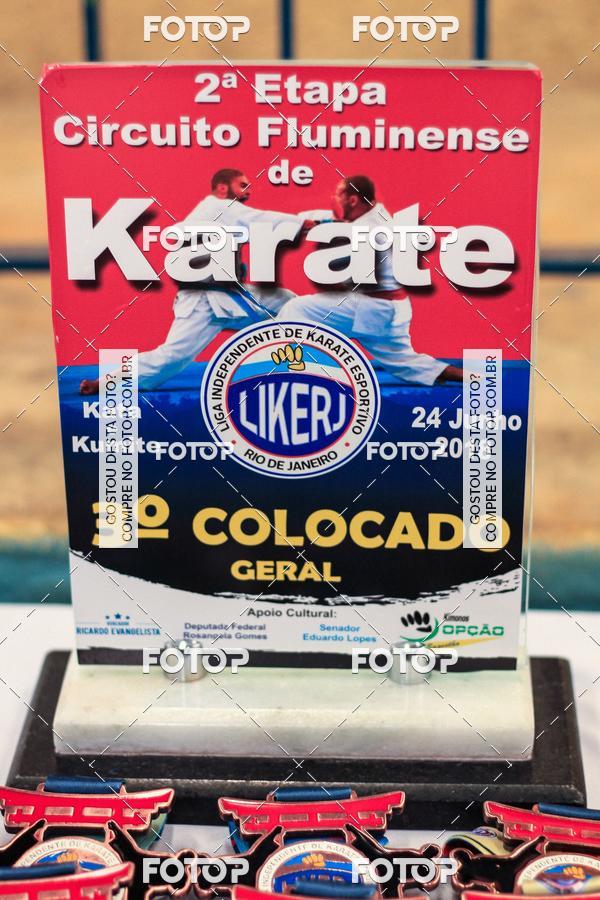 FOTOP FOTOP
2ª Etapa
Circuito Fluminense
de
FOTOP FOTOP
Karate
LIGA INDEPENDENTE DE KARATE ESPORTIVO
LIKERJ
• RIO DE JANEIRO •
Kata
Kumite
24 Junho
GOSTOU DESTA FOTO?
COMPRE NO FOTOP.COM.BR
GOSTOU DESTA FOTO?
COMPRE NO FOTOP.COM.BR
FOTOP FOTOP
3º COLOCADO
GERAL
Apoio Cultural:
VEREADOR
RICARDO EVANGELISTA
Deputada Federal
Rosangela Gomes
Senador
Eduardo Lopes
Kimonos
OPÇÃO
FOTOP FOTOP
INDEPENDENTE DE
FOTOP FOTOP